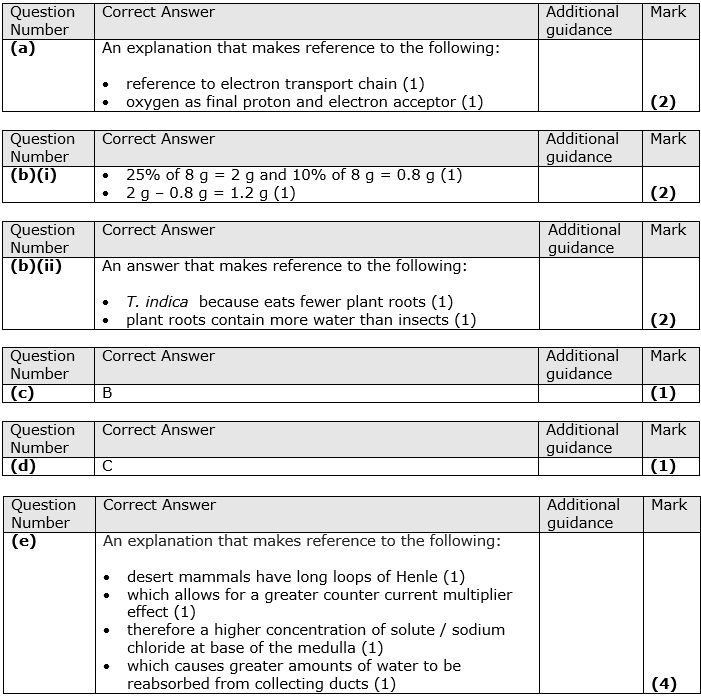 Question Number Correct Answer Additional guidance Mark
(a) An explanation that makes reference to the following:
• reference to electron transport chain (1)
• oxygen as final proton and electron acceptor (1) (2)
Question Number Correct Answer Additional guidance Mark
(b)(i) • 25% of 8 g = 2 g and 10% of 8 g = 0.8 g (1)
• 2 g – 0.8 g = 1.2 g (1) (2)
Question Number Correct Answer Additional guidance Mark
(b)(ii) An answer that makes reference to the following:
• T. indica because eats fewer plant roots (1)
• plant roots contain more water than insects (1) (2)
Question Number Correct Answer Additional guidance Mark
(c) B (1)
Question Number Correct Answer Additional guidance Mark
(d) C (1)
Question Number Correct Answer Additional guidance Mark
(e) An explanation that makes reference to the following:
• desert mammals have long loops of Henle (1)
• which allows for a greater counter current multiplier
effect (1)
• therefore a higher concentration of solute / sodium
chloride at base of the medulla (1)
• which causes greater amounts of water to be
reabsorbed from collecting ducts (1) (4)